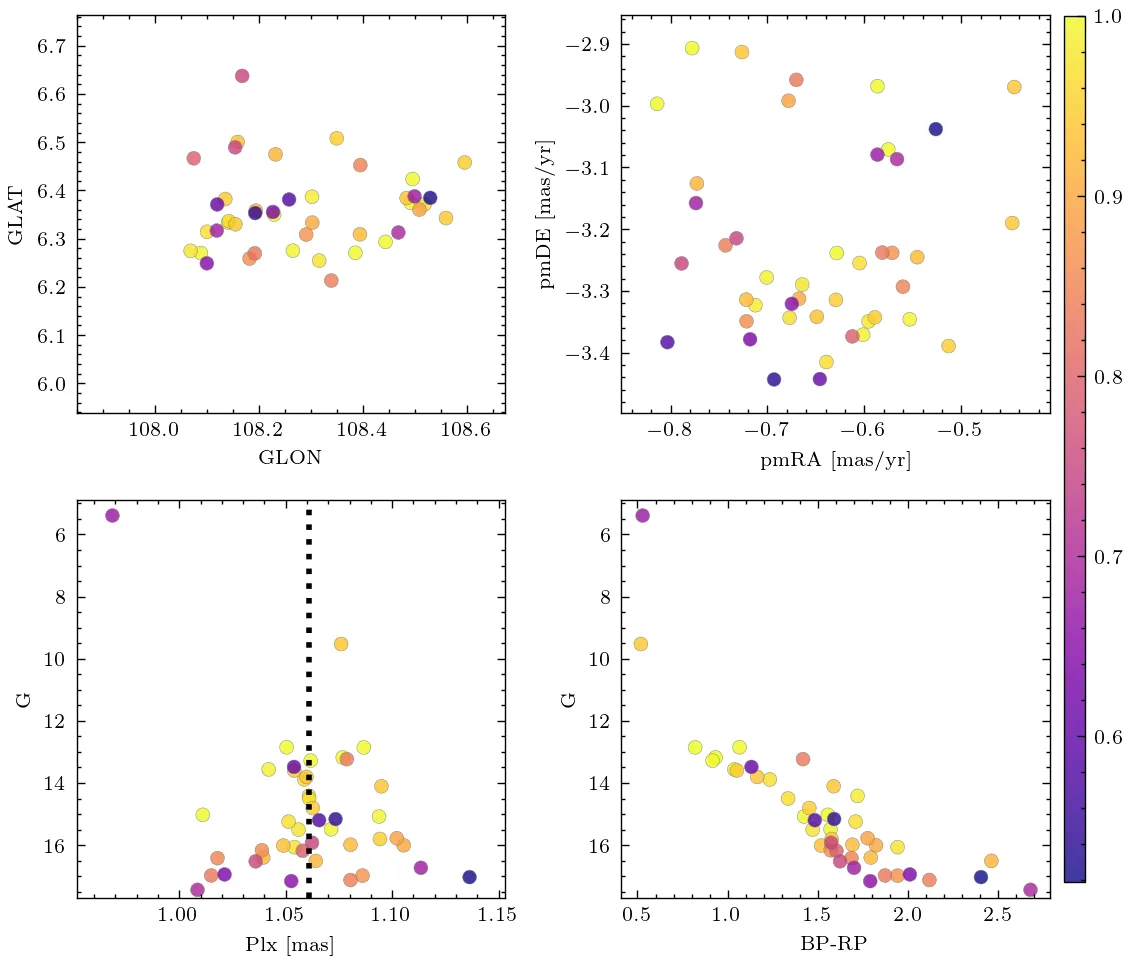 6.7
6.6
6.5
6.4
6.3
6.2
6.1
6.0
GLAT
108.0 108.2 108.4 108.6
GLON
−2.9
−3.0
−3.1
−3.2
−3.3
−3.4
pmDE [mas/yr]
−0.8 −0.7 −0.6 −0.5
pmRA [mas/yr]
1.0
0.9
0.8
0.7
0.6
6
8
10
12
14
16
G
1.00 1.05 1.10 1.15
Plx [mas]
6
8
10
12
14
16
G
0.5 1.0 1.5 2.0 2.5
BP-RP